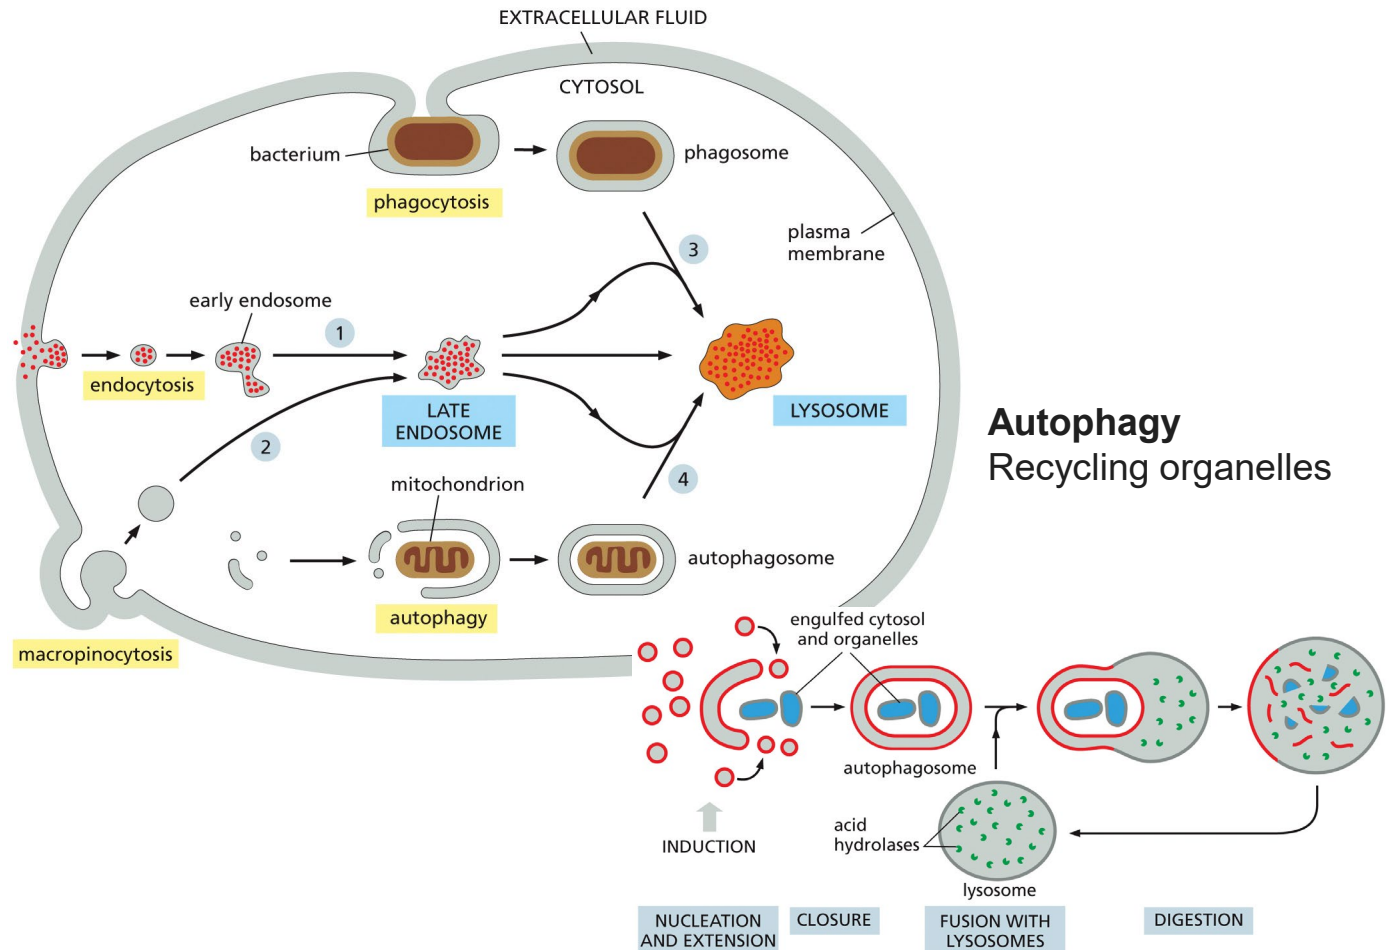 EXTRACELLULAR FLUID
CYTOSOL
bacterium
phagosome
phagocytosis
plasma
membrane
3
early endosome
1
endocytosis
LATE
ENDOSOME
LYSOSOME
2
4
mitochondrion
autophagosome
autophagy
macropinocytosis
Autophagy
Recycling organelles
engulfed cytosol
and organelles
autophagosome
INDUCTION
acid
hydrolases
lysosome
NUCLEATION
AND EXTENSION
CLOSURE
FUSION WITH
LYSOSOMES
DIGESTION